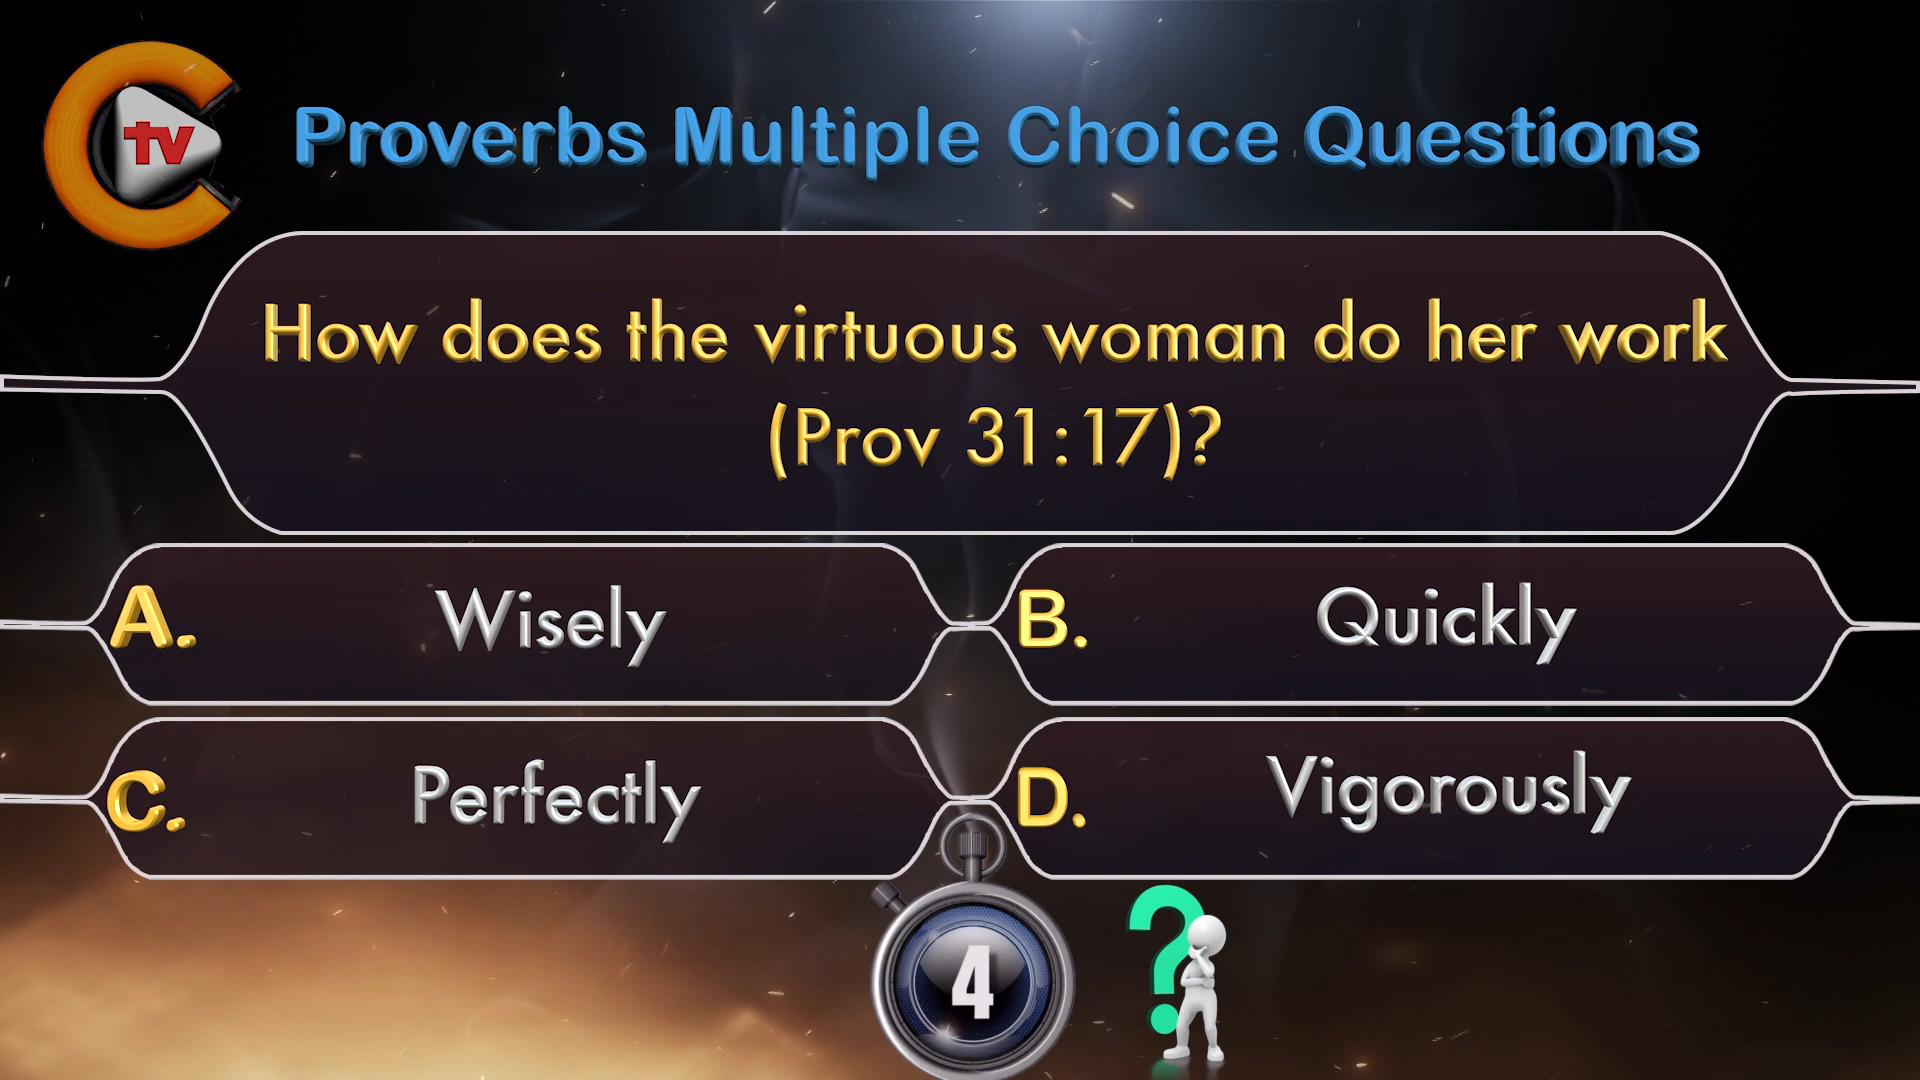 tv
Proverbs Multiple Choice Questions
How does the virtuous woman do her work
(Prov 31:17)?
A. Wisely
B. Quickly
C. Perfectly
D. Vigorously
4
?